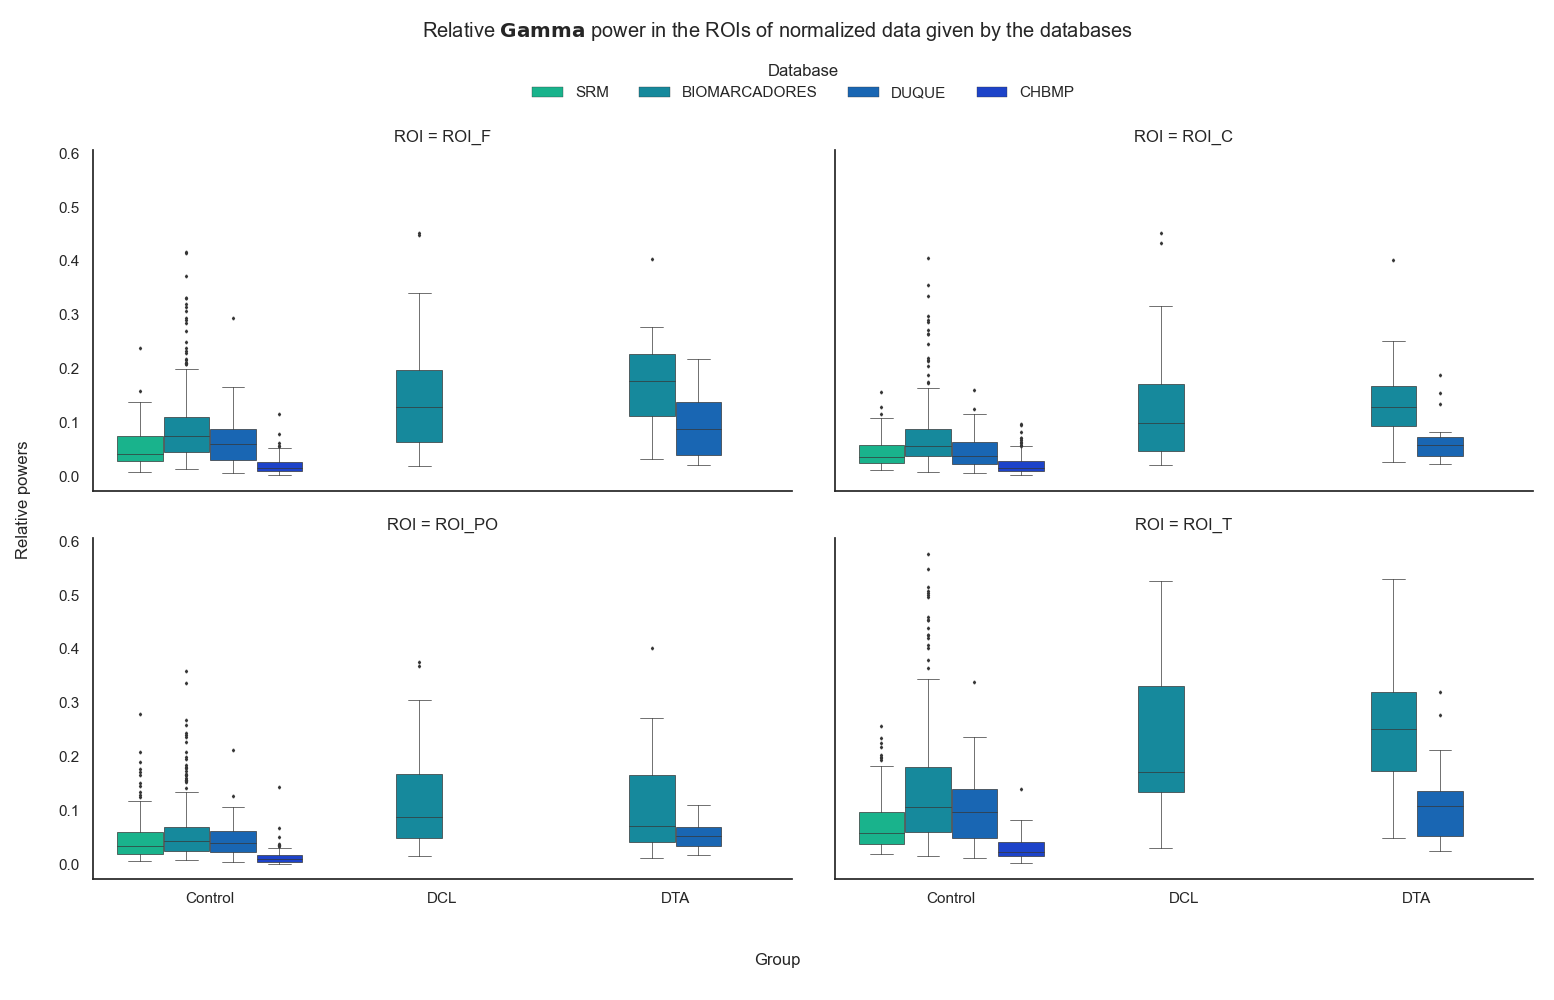 Relative Gamma power in the ROIs of normalized data given by the databases
Database
SRM BIOMARCADORES DUQUE CHBMP
ROI = ROI_F
ROI = ROI_C
0.6
0.5
0.4
0.3
0.2
0.1
0.0
Relative powers
ROI = ROI_PO
ROI = ROI_T
0.6
0.5
0.4
0.3
0.2
0.1
0.0
Control DCL DTA
Control DCL DTA
Group